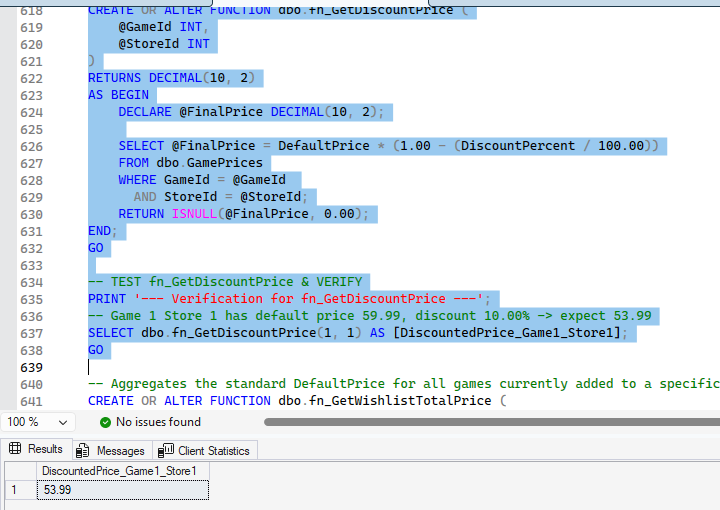 618 CREATE OR ALTER FUNCTION dbo.fn_GetDiscountPrice (
619 @GameId INT,
620 @StoreId INT
621 )
622 RETURNS DECIMAL(10, 2)
623 AS BEGIN
624 DECLARE @FinalPrice DECIMAL(10, 2);
625
626 SELECT @FinalPrice = DefaultPrice * (1.00 - (DiscountPercent / 100.00))
627 FROM dbo.GamePrices
628 WHERE GameId = @GameId
629 AND StoreId = @StoreId;
630 RETURN ISNULL(@FinalPrice, 0.00);
631 END;
632 GO
633
634 -- TEST fn_GetDiscountPrice & VERIFY
635 PRINT '--- Verification for fn_GetDiscountPrice ---';
636 -- Game 1 Store 1 has default price 59.99, discount 10.00% -> expect 53.99
637 SELECT dbo.fn_GetDiscountPrice(1, 1) AS [DiscountedPrice_Game1_Store1];
638 GO
639
640 -- Aggregates the standard DefaultPrice for all games currently added to a specific
641 CREATE OR ALTER FUNCTION dbo.fn_GetWishlistTotalPrice (
100 % No issues found
Results Messages Client Statistics
DiscountedPrice_Game1_Store1
1 53.99